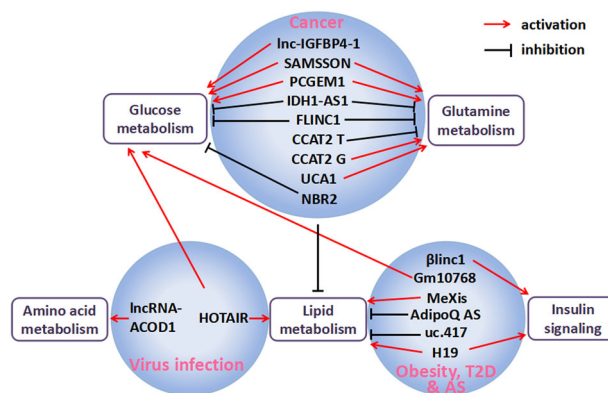 Cancer
activation
inhibition
lnc-IGFBP4-1
SAMSSON
PCGEM1
IDH1-AS1
FLINC1
CCAT2 T
CCAT2 G
UCA1
NBR2
Glucose
metabolism
Glutamine
metabolism
Amino acid
metabolism
lncRNA-
ACOD1
HOTAIR
Virus infection
Lipid
metabolism
βlinc1
Gm10768
MeXis
AdipoQ AS
uc.417
H19
Obesity, T2D
& AS
Insulin
signaling